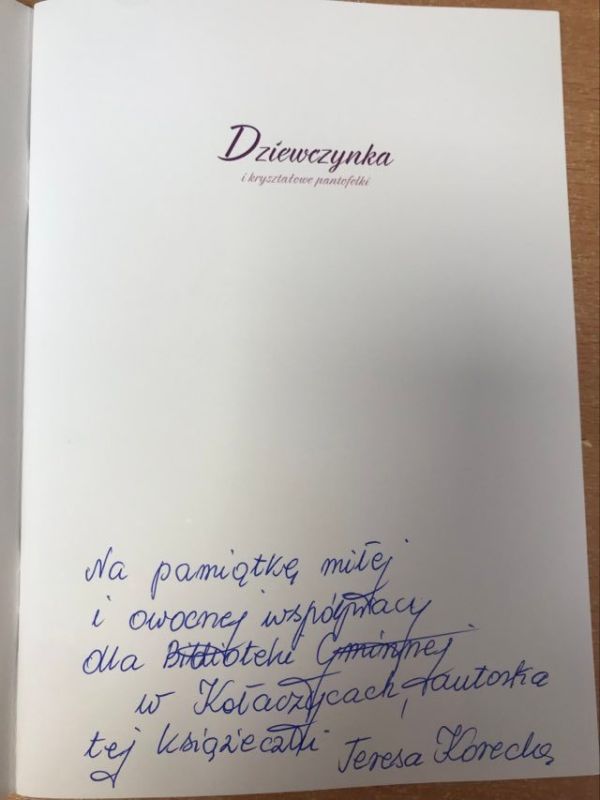 Dziewczynka
i kryształowe pantofelki
Na pamiątkę miłej
i owocnej współpracy
dla Biblioteki Gminnej
w Kołaczycach, autorka
tej książeczki
Teresa Korecka